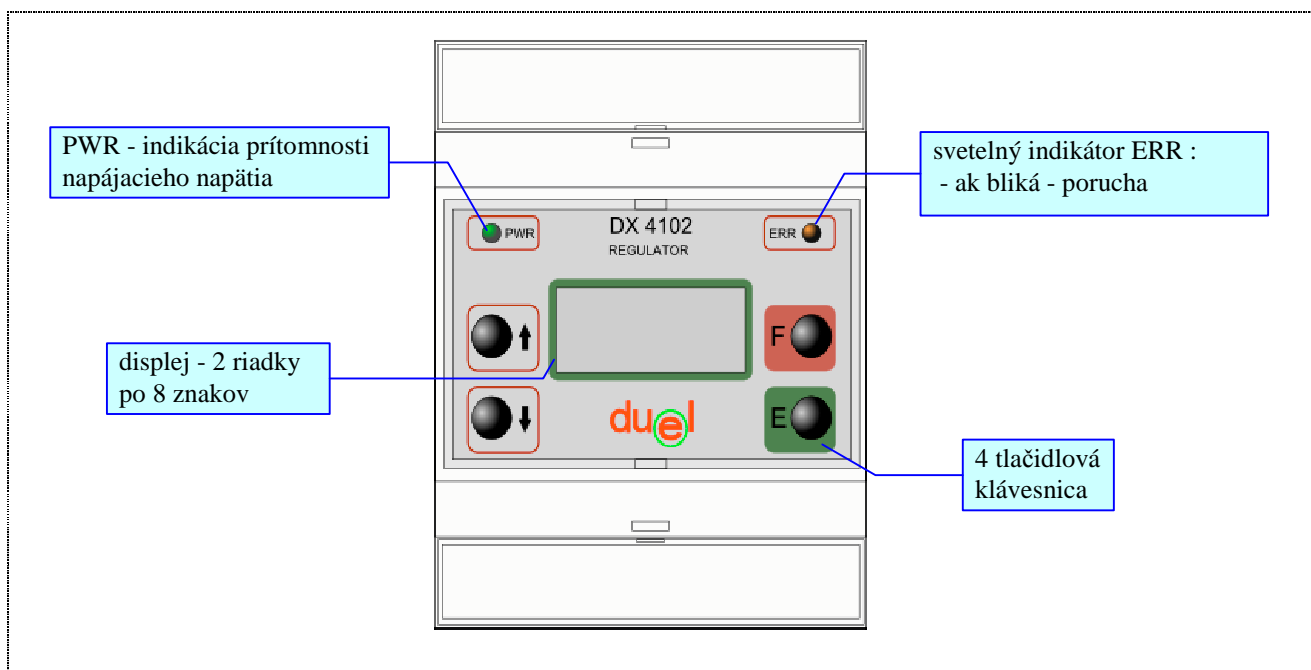 PWR - indikácia prítomnosti
napájacieho napätia
svetelný indikátor ERR :
- ak bliká - porucha
PWR
DX 4102
REGULATOR
ERR
F
displej - 2 riadky
po 8 znakov
duel
E
4 tlačidlová
klávesnica